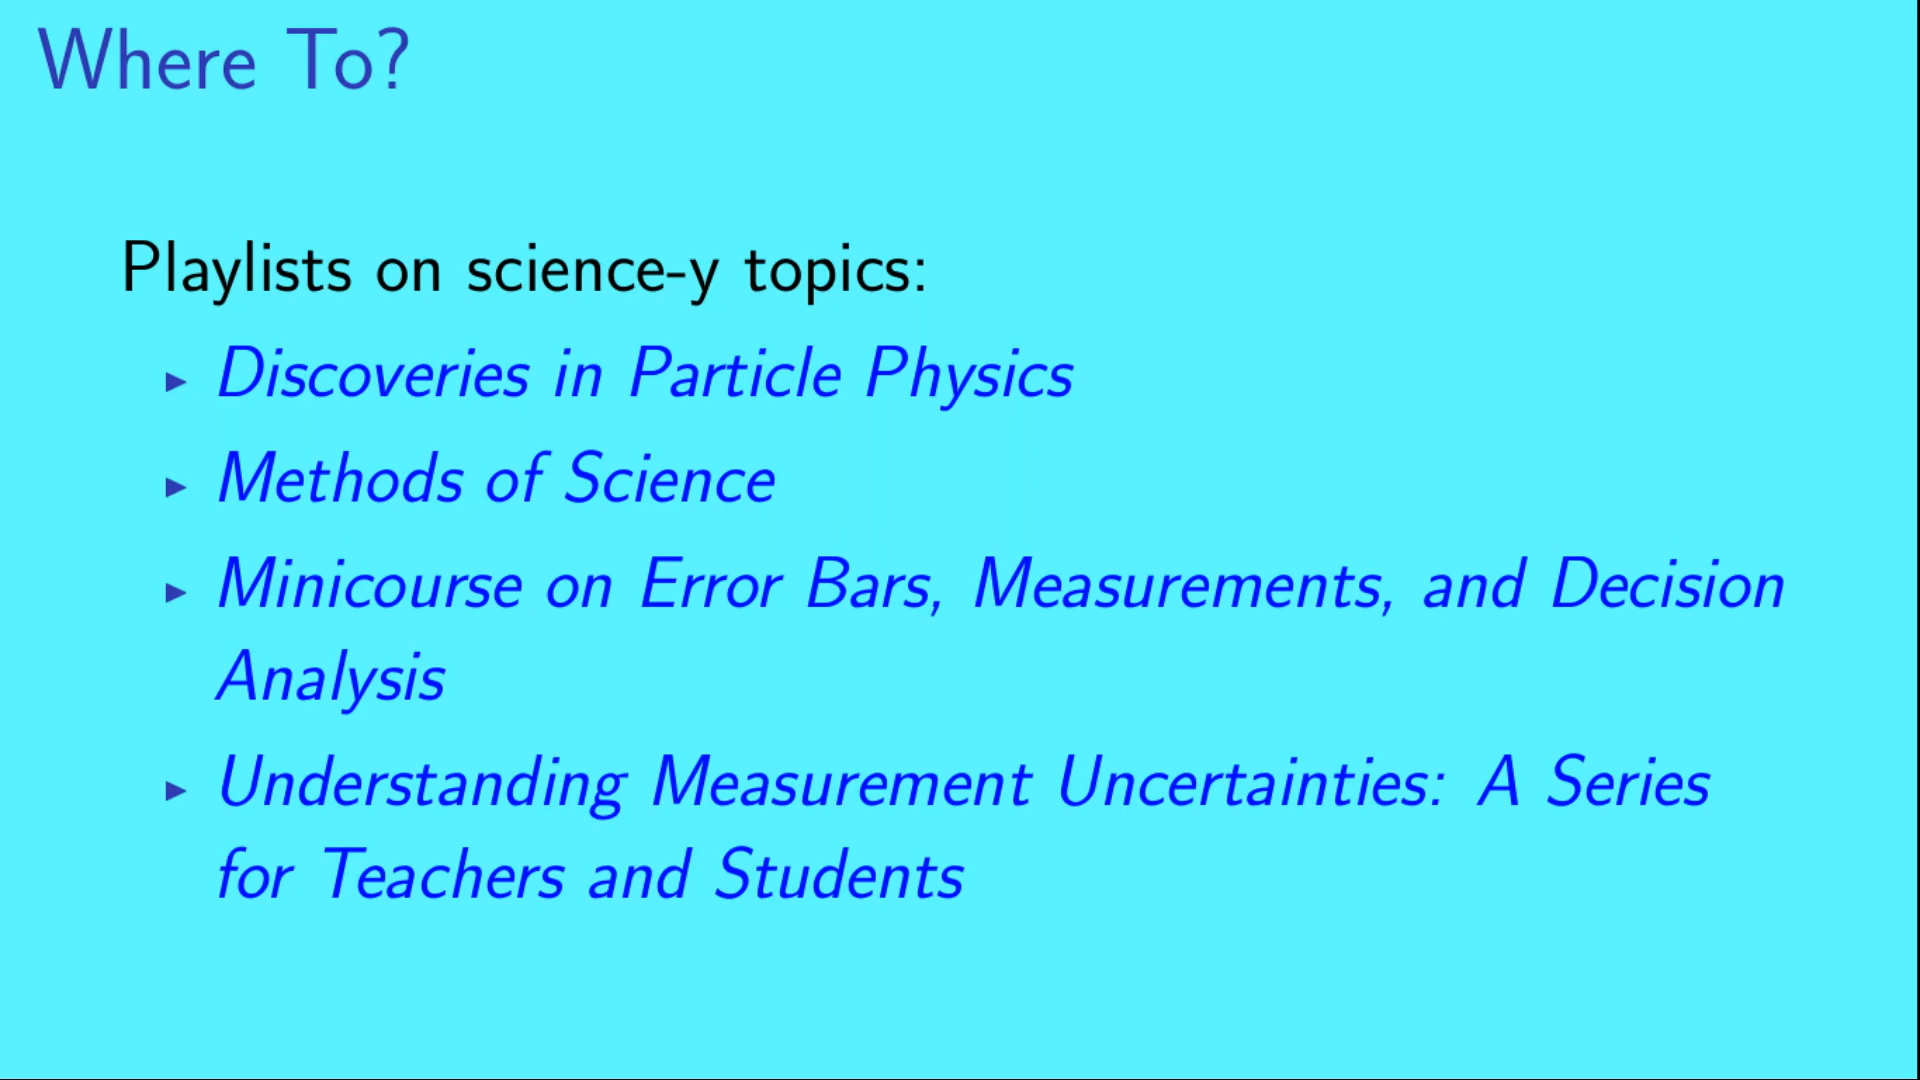 Where To?
Playlists on science-y topics:
▸ Discoveries in Particle Physics
▸ Methods of Science
▸ Minicourse on Error Bars, Measurements, and Decision
Analysis
▸ Understanding Measurement Uncertainties: A Series
for Teachers and Students